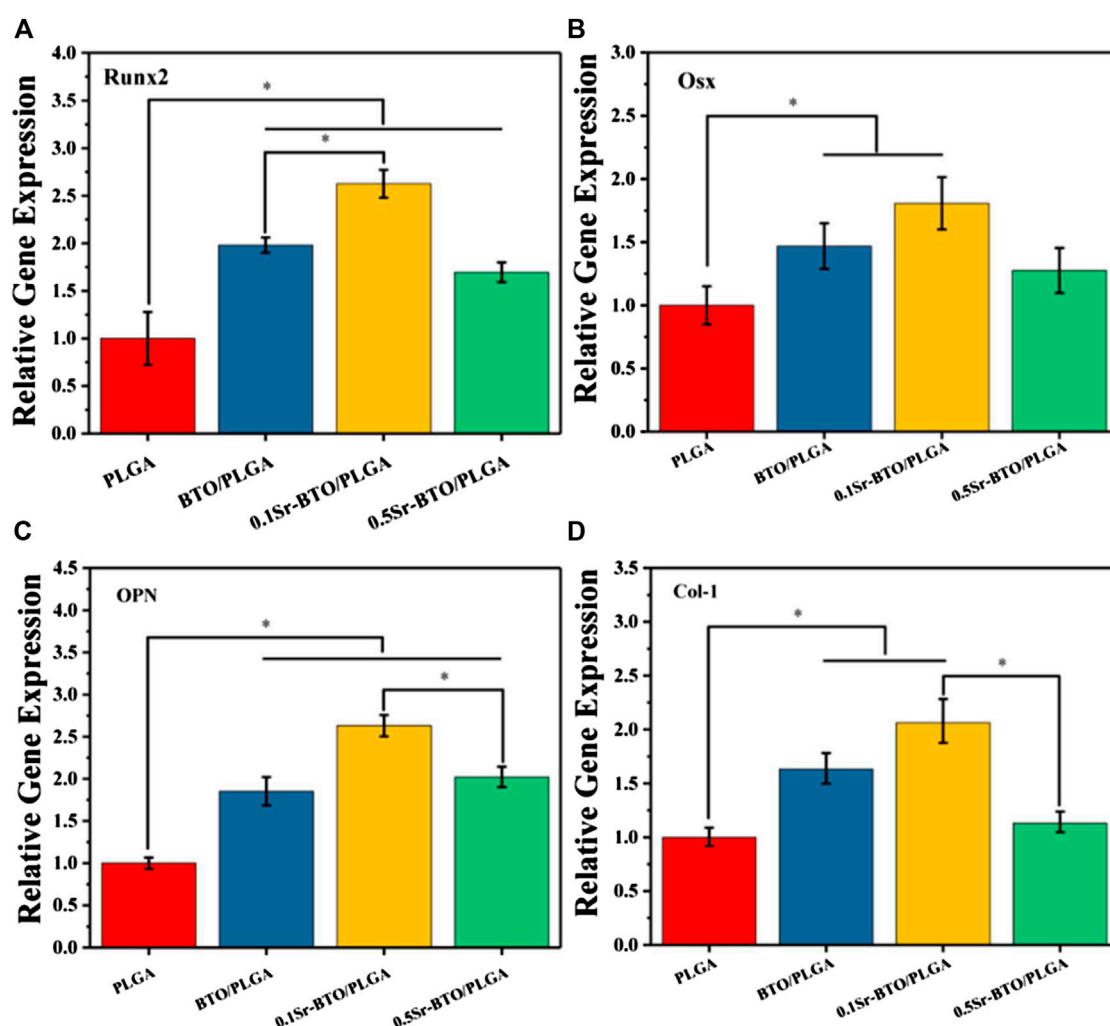 A
Runx2
*
*
Relative Gene Expression
4.0
3.5
3.0
2.5
2.0
1.5
1.0
0.5
0.0
PLGA
BTO/PLGA
0.1Sr-BTO/PLGA
0.5Sr-BTO/PLGA
B
Osx
*
Relative Gene Expression
3.0
2.5
2.0
1.5
1.0
0.5
0.0
PLGA
BTO/PLGA
0.1Sr-BTO/PLGA
0.5Sr-BTO/PLGA
C
OPN
*
*
Relative Gene Expression
4.5
4.0
3.5
3.0
2.5
2.0
1.5
1.0
0.5
0.0
PLGA
BTO/PLGA
0.1Sr-BTO/PLGA
0.5Sr-BTO/PLGA
D
Col-1
*
*
Relative Gene Expression
3.5
3.0
2.5
2.0
1.5
1.0
0.5
0.0
PLGA
BTO/PLGA
0.1Sr-BTO/PLGA
0.5Sr-BTO/PLGA